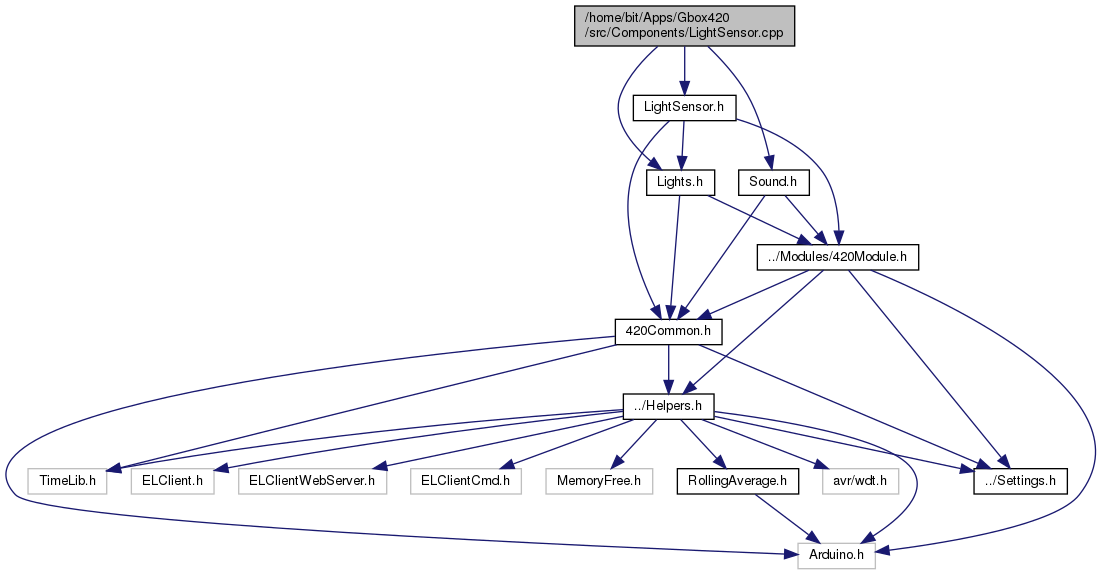 /home/bit/Apps/Gbox420
/src/Components/LightSensor.cpp
LightSensor.h
Lights.h
Sound.h
../Modules/420Module.h
420Common.h
../Helpers.h
TimeLib.h
ELClient.h
ELClientWebServer.h
ELClientCmd.h
MemoryFree.h
RollingAverage.h
avr/wdt.h
../Settings.h
Arduino.h